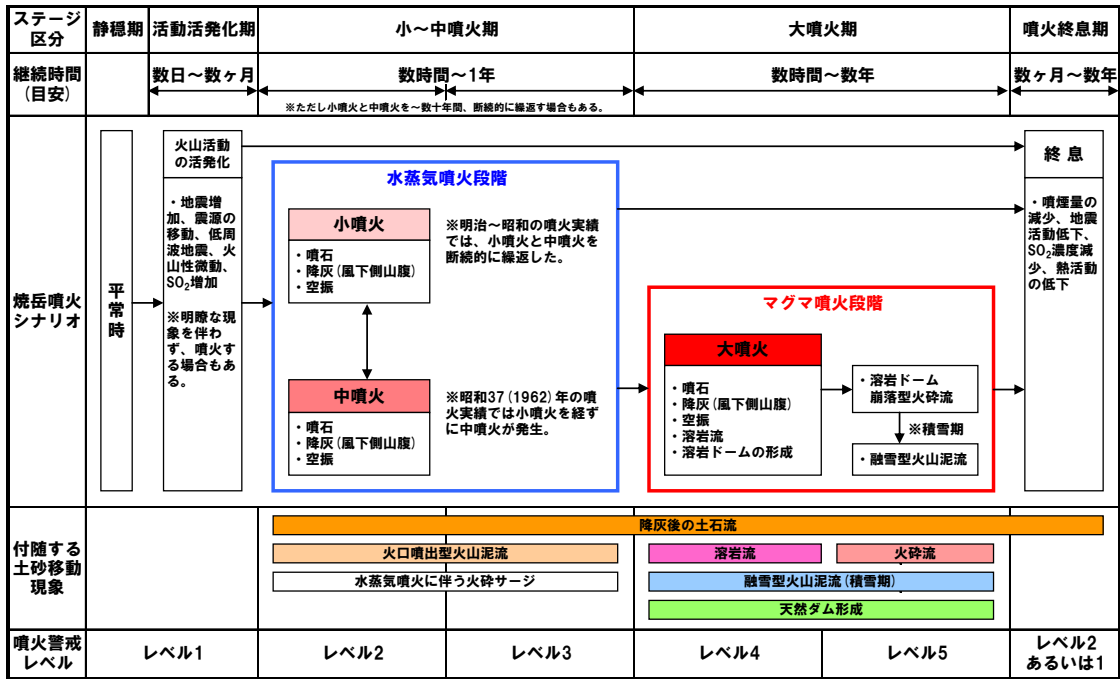 ステージ
区分
静穏期
活動活発化期
小～中噴火期
大噴火期
噴火終息期
継続時間
(目安)
数日～数ヶ月
数時間～1年
数時間～数年
数ヶ月～数年
※ただし小噴火と中噴火を～数十年間、断続的に繰返す場合もある。
焼岳噴火
シナリオ
平常時
火山活動
の活発化
・地震増
加、震源の
移動、低周
波地震、火
山性微動、
SO2増加
※明瞭な現
象を伴わ
ず、噴火す
る場合もあ
る。
水蒸気噴火段階
小噴火
・噴石
・降灰(風下側山腹)
・空振
※明治～昭和の噴火実績
では、小噴火と中噴火を
断続的に繰返した。
中噴火
・噴石
・降灰(風下側山腹)
・空振
※昭和37(1962)年の噴
火実績では小噴火を経ず
に中噴火が発生。
マグマ噴火段階
大噴火
・噴石
・降灰(風下側山腹)
・空振
・溶岩流
・溶岩ドームの形成
・溶岩ドーム
崩落型火砕流
※積雪期
・融雪型火山泥流
終息
・噴煙量の
減少、地震
活動低下、
SO2濃度減
少、熱活動
の低下
付随する
土砂移動
現象
降灰後の土石流
火口噴出型火山泥流
溶岩流
火砕流
水蒸気噴火に伴う火砕サージ
融雪型火山泥流(積雪期)
天然ダム形成
噴火警戒
レベル
レベル1
レベル2
レベル3
レベル4
レベル5
レベル2
あるいは1